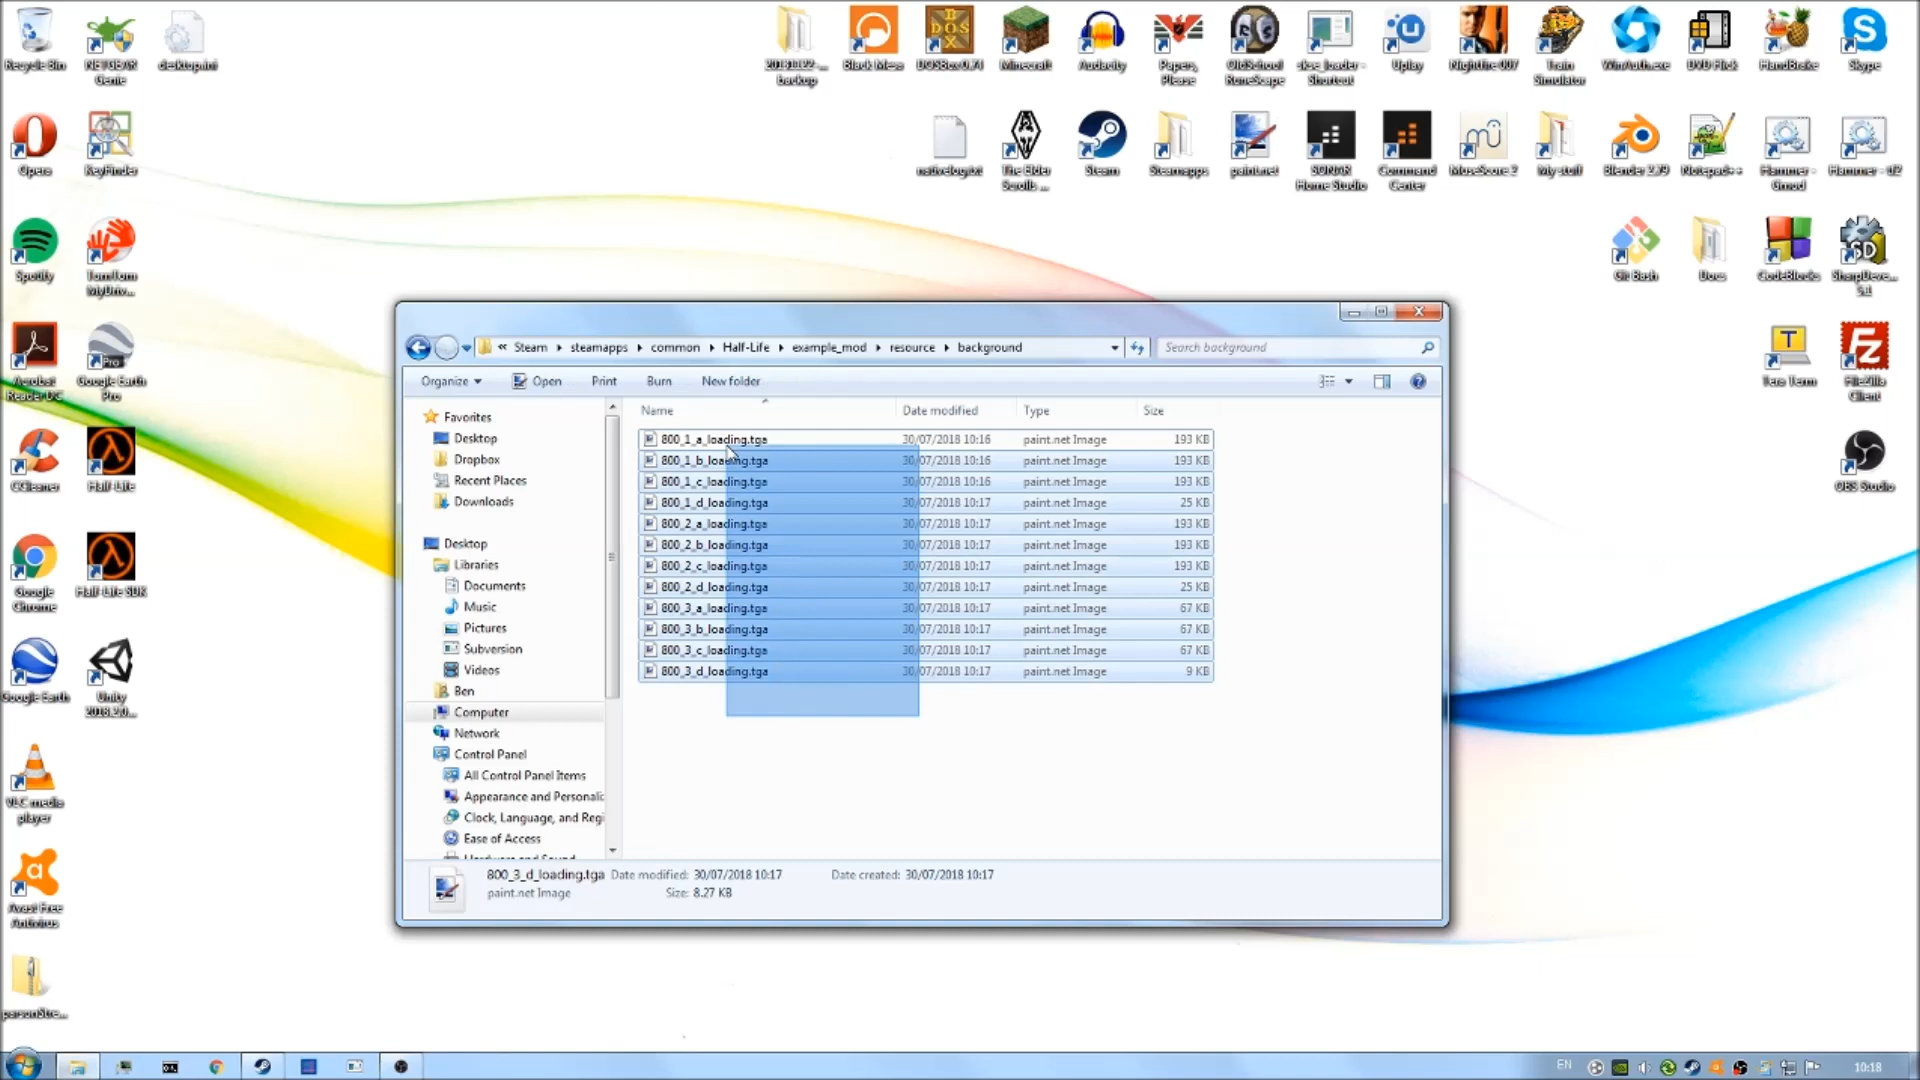 Recycle Bin
NETGEAR Genie
desktop.ini
20131122-... backup
Black Mesa
DOSBox 0.74
Minecraft
Audacity
Papers, Please
OldSchool RuneScape
skse_loader - Shortcut
Uplay
Nightfire 007
Train Simulator
WinAuth.exe
DVD Flick
HandBrake
Skype
Opera
KeyFinder
nativelog.txt
The Elder Scrolls ...
Steam
Steamapps
paint.net
SONAR Home Studio
Command Center
MuseScore 2
My stuff
Blender 2.79
Notepad++
Hammer - Gmod
Spotify
TomTom MyDriv...
Git Bash
Docs
CodeBlocks
SharpDeve... 5.1
« Steam ▸ steamapps ▸ common ▸ Half-Life ▸ example_mod ▸ resource ▸ background
Search background
Organize
Open
Print
Burn
New folder
Acrobat Reader DC
Google Earth Pro
Tera Term
FileZilla Client
Name
Date modified
Type
Size
Favorites
Desktop
Dropbox
Recent Places
Downloads
Desktop
Libraries
Documents
Music
Pictures
Subversion
Videos
Ben
Computer
Network
Control Panel
All Control Panel Items
Appearance and Personaliz
Clock, Language, and Regi
Ease of Access
Hardware and Sound
800_1_a_loading.tga 30/07/2018 10:16 paint.net Image 193 KB
800_1_b_loading.tga 30/07/2018 10:16 paint.net Image 193 KB
800_1_c_loading.tga 30/07/2018 10:16 paint.net Image 193 KB
800_1_d_loading.tga 30/07/2018 10:17 paint.net Image 25 KB
800_2_a_loading.tga 30/07/2018 10:17 paint.net Image 193 KB
800_2_b_loading.tga 30/07/2018 10:17 paint.net Image 193 KB
800_2_c_loading.tga 30/07/2018 10:17 paint.net Image 193 KB
800_2_d_loading.tga 30/07/2018 10:17 paint.net Image 25 KB
800_3_a_loading.tga 30/07/2018 10:17 paint.net Image 67 KB
800_3_b_loading.tga 30/07/2018 10:17 paint.net Image 67 KB
800_3_c_loading.tga 30/07/2018 10:17 paint.net Image 67 KB
800_3_d_loading.tga 30/07/2018 10:17 paint.net Image 9 KB
800_3_d_loading.tga Date modified: 30/07/2018 10:17 Date created: 30/07/2018 10:17
paint.net Image Size: 8.27 KB
CCleaner
Half-Life
OBS Studio
Google Chrome
Half-Life SDK
Google Earth
Unity 2018.2.0...
VLC media player
Avast Free Antivirus
EN
10:18